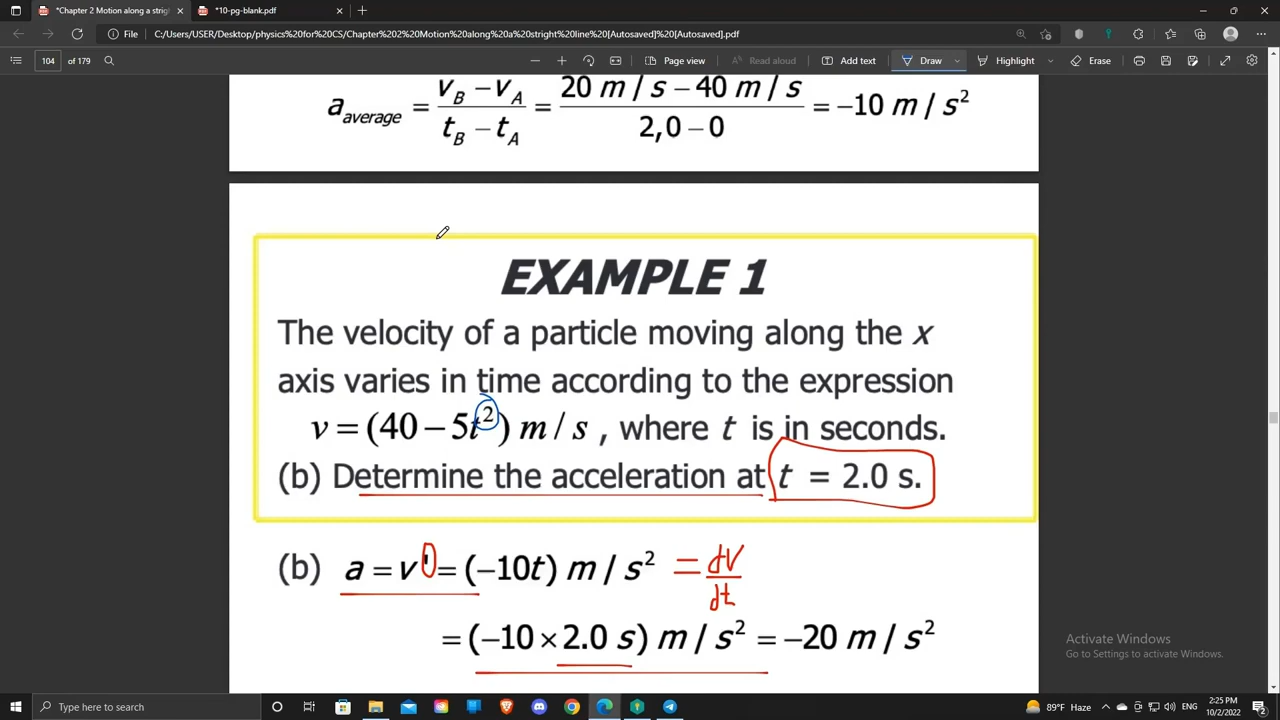 *Chapter 2 Motion along a strigh
*10-pg-blank.pdf
File | C:/Users/USER/Desktop/physics%20for%20CS/Chapter%202%20Motion%20along%20a%20stright%20line%20[Autosaved]%20[Autosaved].pdf
104 of 179
Page view
Read aloud
Add text
Draw
Highlight
Erase
a average = (v_B – v_A) / (t_B – t_A) = (20 m / s – 40 m / s) / (2,0 – 0) = –10 m / s²
EXAMPLE 1
The velocity of a particle moving along the x
axis varies in time according to the expression
v = (40 – 5t²) m / s , where t is in seconds.
(b) Determine the acceleration at t = 2.0 s.
(b) a = v' = (–10t) m / s² = dV/dt
= (–10 × 2.0 s) m / s² = –20 m / s²
Activate Windows
Go to Settings to activate Windows.
Type here to search
89°F Haze
2:25 PM
10/2/2022